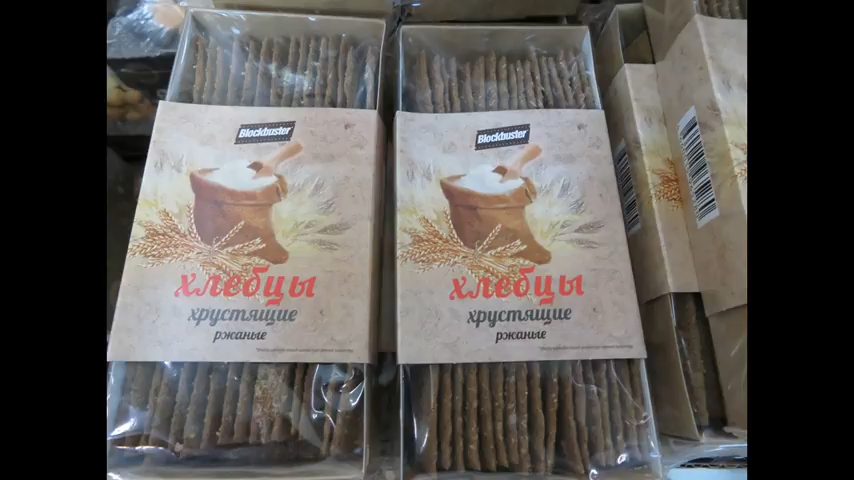 Blockbuster
хлебцы
хрустящие
ржаные
Blockbuster
хлебцы
хрустящие
ржаные